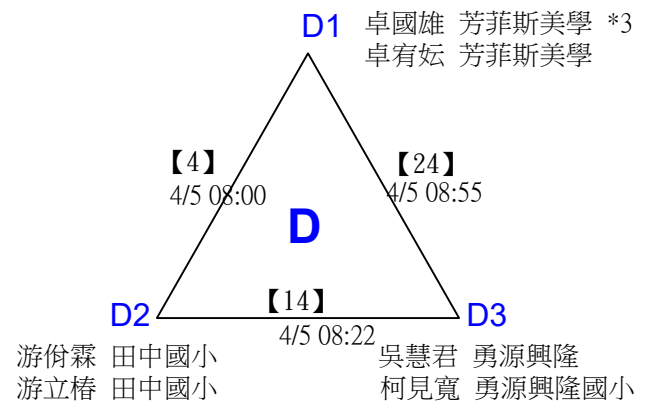 D1 卓國雄 芳菲斯美學 *3
卓宥妘 芳菲斯美學
【4】
4/5 08:00
【24】
4/5 08:55
D
【14】
4/5 08:22
D2
D3
游佾霖 田中國小
游立椿 田中國小
吳慧君 勇源興隆
柯見寬 勇源興隆國小